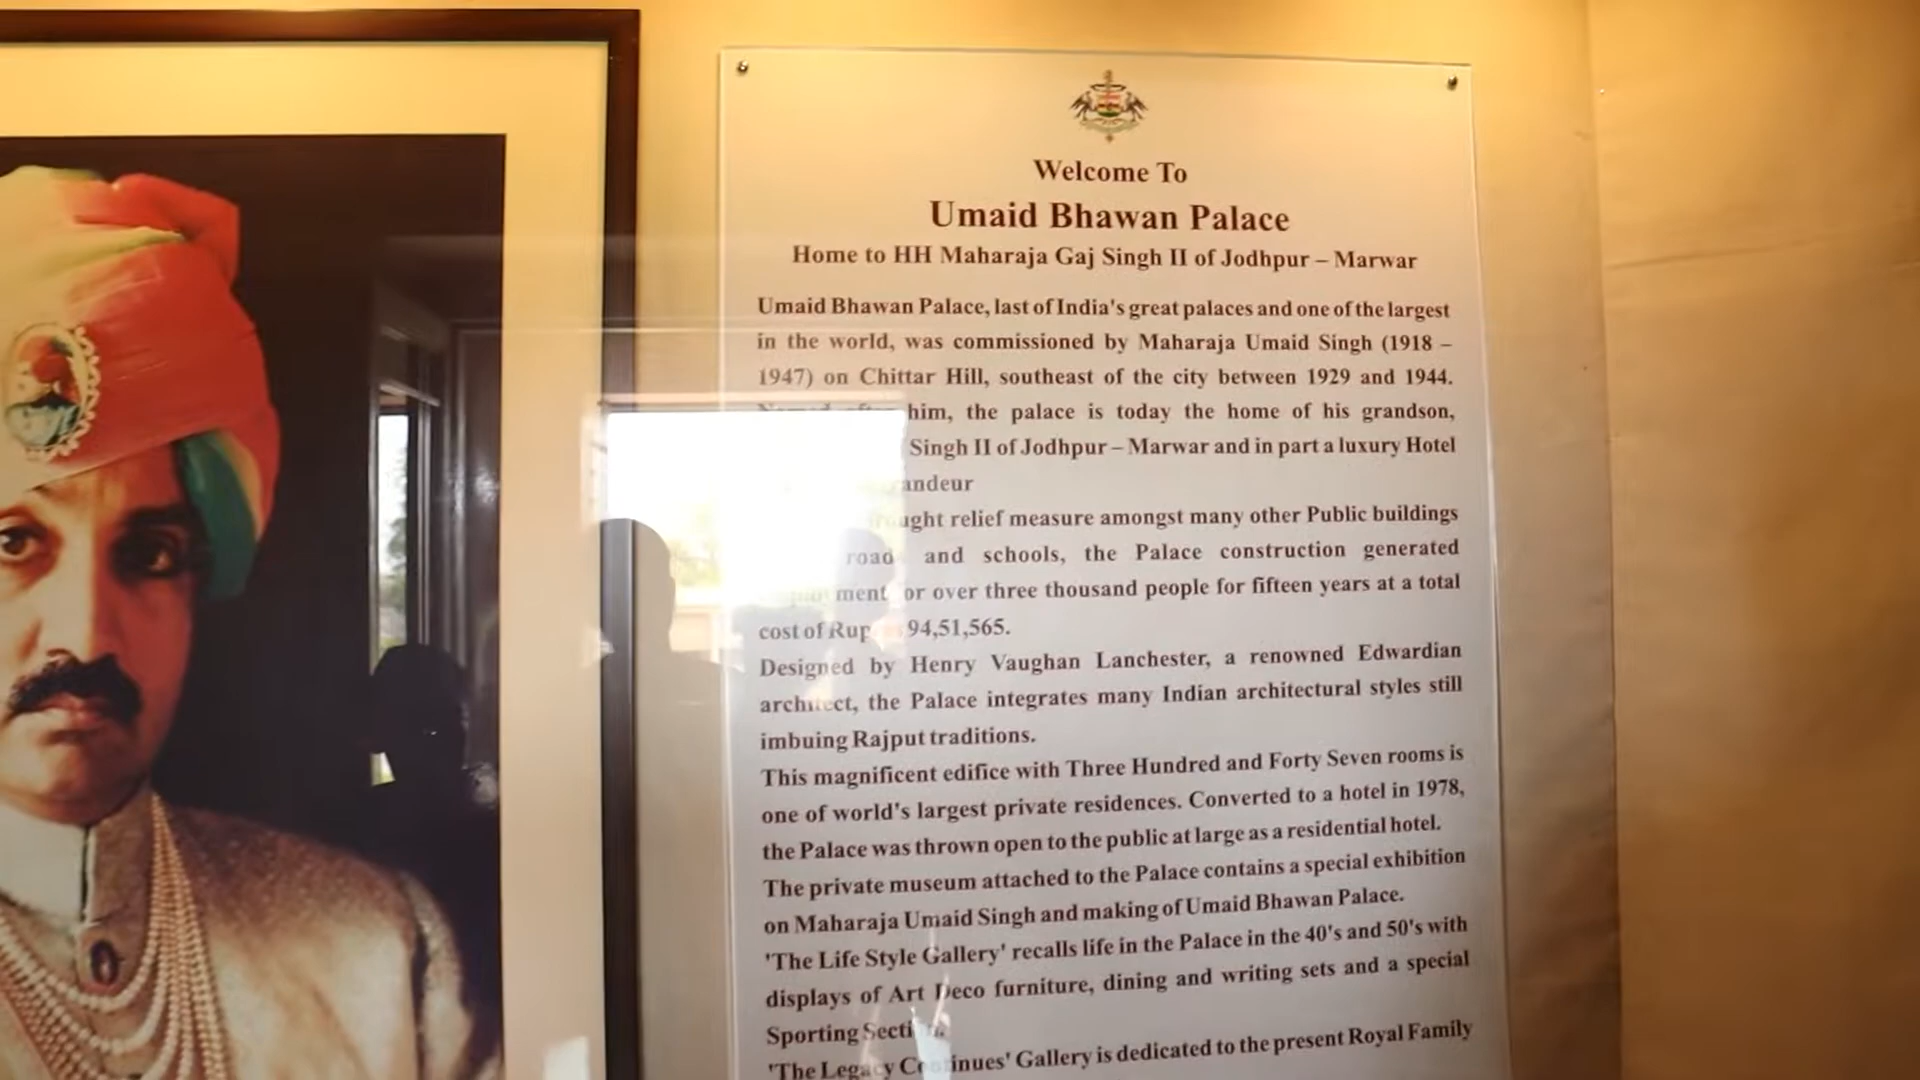 Welcome To
Umaid Bhawan Palace
Home to HH Maharaja Gaj Singh II of Jodhpur – Marwar
Umaid Bhawan Palace, last of India's great palaces and one of the largest
in the world, was commissioned by Maharaja Umaid Singh (1918 –
1947) on Chittar Hill, southeast of the city between 1929 and 1944.
him, the palace is today the home of his grandson,
Singh II of Jodhpur – Marwar and in part a luxury Hotel
relief measure amongst many other Public buildings
and schools, the Palace construction generated
over three thousand people for fifteen years at a total
cost of 94,51,565.
Designed by Henry Vaughan Lanchester, a renowned Edwardian
architect, the Palace integrates many Indian architectural styles still
imbuing Rajput traditions.
This magnificent edifice with Three Hundred and Forty Seven rooms is
one of world's largest private residences. Converted to a hotel in 1978,
the Palace was thrown open to the public at large as a residential hotel.
The private museum attached to the Palace contains a special exhibition
on Maharaja Umaid Singh and making of Umaid Bhawan Palace.
'The Life Style Gallery' recalls life in the Palace in the 40's and 50's with
displays of Art Deco furniture, dining and writing sets and a special
Sporting
'The Legacy Continues' Gallery is dedicated to the present Royal Family